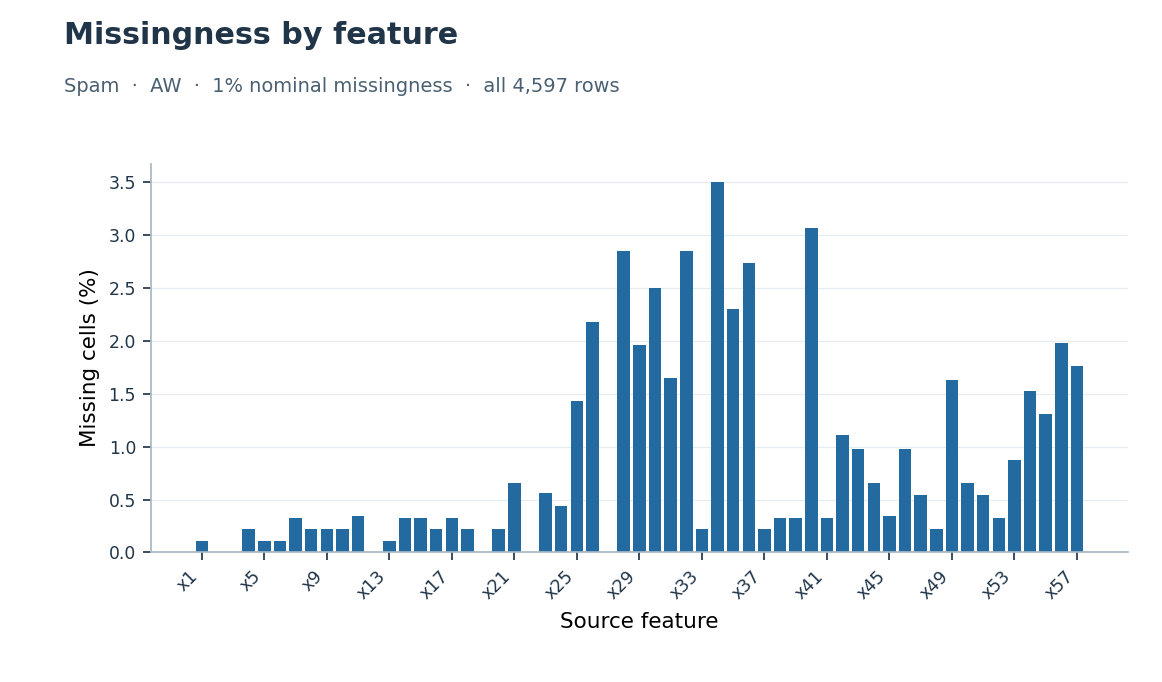 Missingness by feature
Spam · AW · 1% nominal missingness · all 4,597 rows
3.5
3.0
2.5
2.0
1.5
1.0
0.5
0.0
Missing cells (%)
x1 x5 x9 x13 x17 x21 x25 x29 x33 x37 x41 x45 x49 x53 x57
Source feature